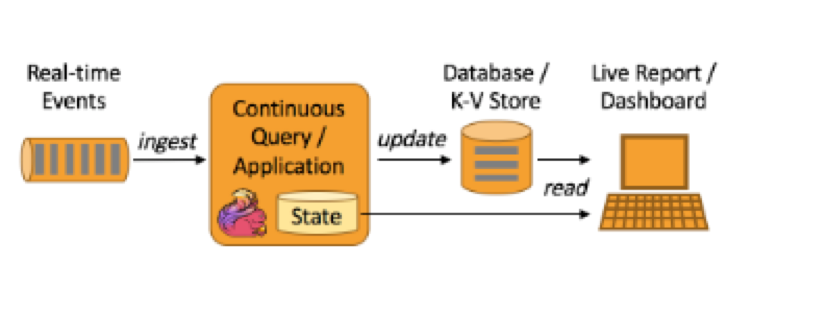 Real-time
Events
ingest
Continuous
Query /
Application
State
update
Database /
K-V Store
read
Live Report /
Dashboard